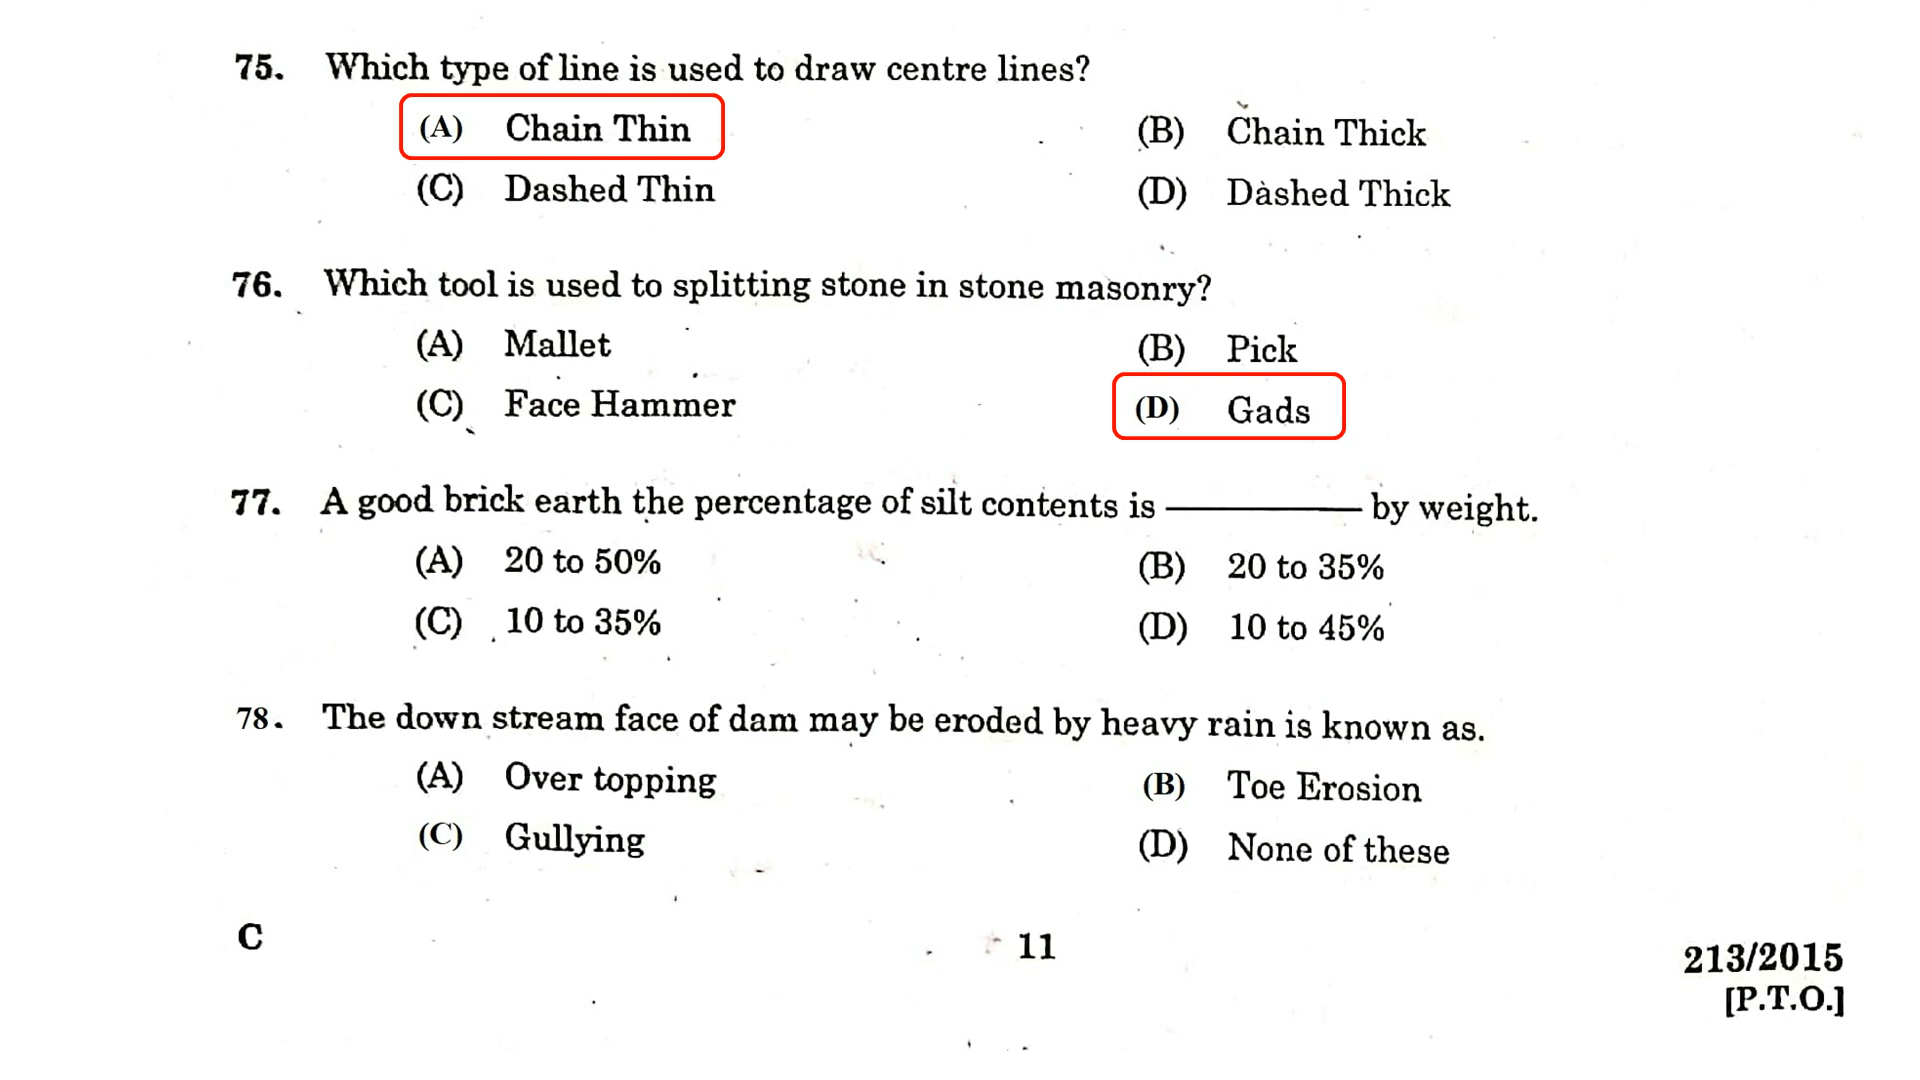 75. Which type of line is used to draw centre lines?
(A) Chain Thin (B) Chain Thick
(C) Dashed Thin (D) Dashed Thick
76. Which tool is used to splitting stone in stone masonry?
(A) Mallet (B) Pick
(C) Face Hammer (D) Gads
77. A good brick earth the percentage of silt contents is ———— by weight.
(A) 20 to 50% (B) 20 to 35%
(C) 10 to 35% (D) 10 to 45%
78. The down stream face of dam may be eroded by heavy rain is known as.
(A) Over topping (B) Toe Erosion
(C) Gullying (D) None of these
C 11 213/2015
[P.T.O.]